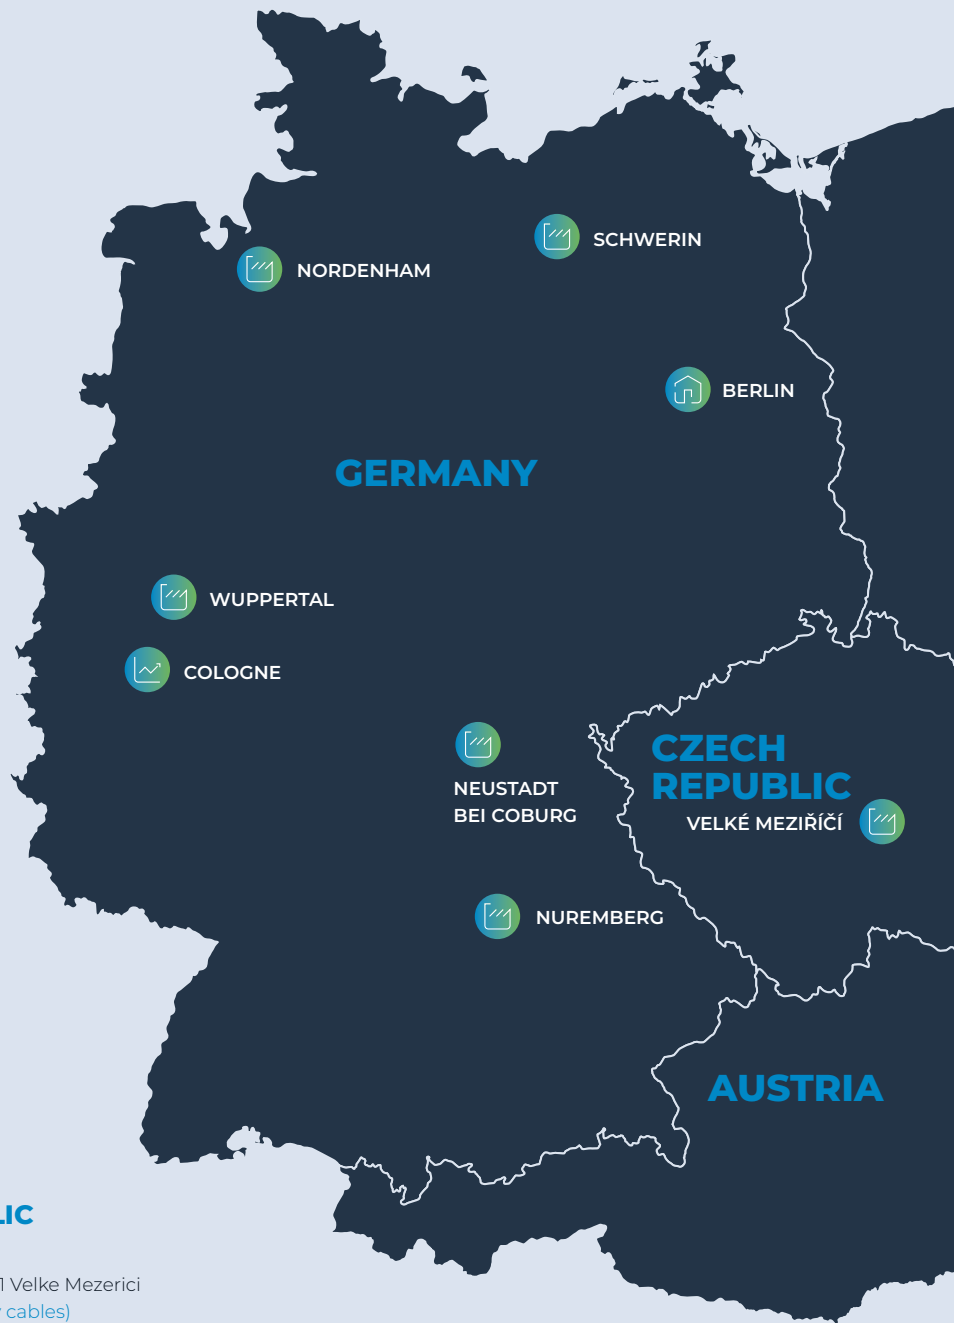 SCHWERIN
NORDENHAM
BERLIN
GERMANY
WUPPERTAL
COLOGNE
CZECH
REPUBLIC
NEUSTADT
BEI COBURG
VELKÉ MEZIŘÍČÍ
NUREMBERG
AUSTRIA
LIC
1 Velke Mezerici
cables)